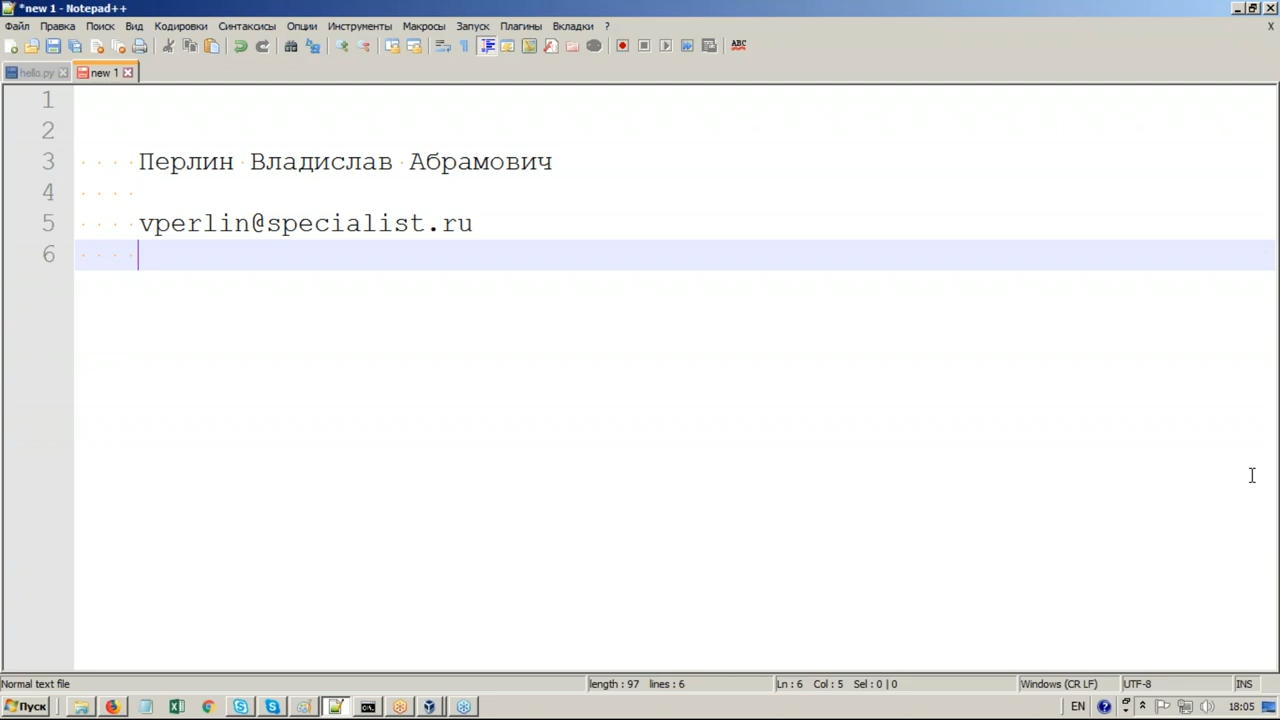 *new 1 - Notepad++
Файл Правка Поиск Вид Кодировки Синтаксисы Опции Инструменты Макросы Запуск Плагины Вкладки ? X
ABC
hello.py new 1
1
2
3 Перлин Владислав Абрамович
4
5 vperlin@specialist.ru
6
Normal text file length : 97 lines : 6 Ln : 6 Col : 5 Sel : 0 | 0 Windows (CR LF) UTF-8 INS
Пуск EN 18:05